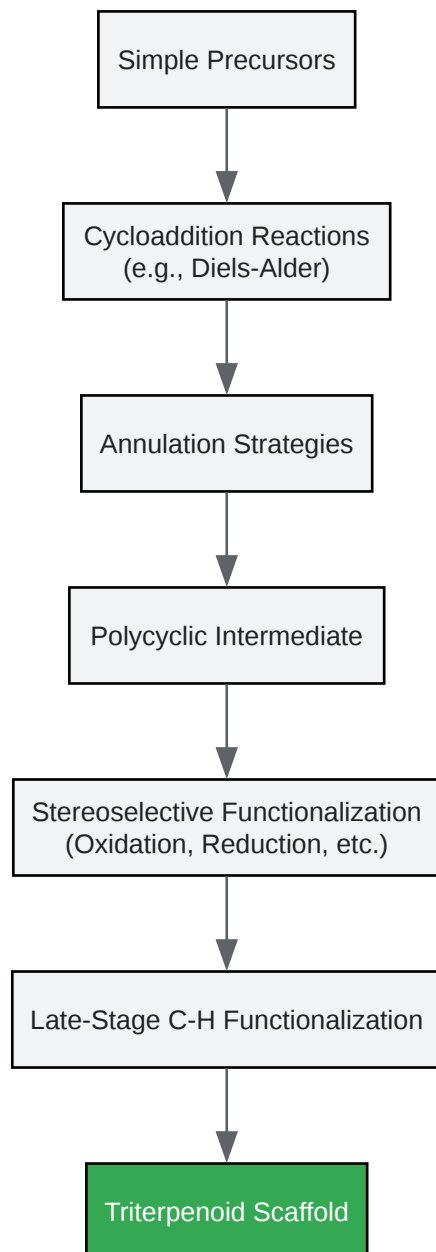 Simple Precursors
Cycloaddition Reactions
(e.g., Diels-Alder)
Annulation Strategies
Polycyclic Intermediate
Stereoselective Functionalization
(Oxidation, Reduction, etc.)
Late-Stage C-H Functionalization
Triterpenoid Scaffold